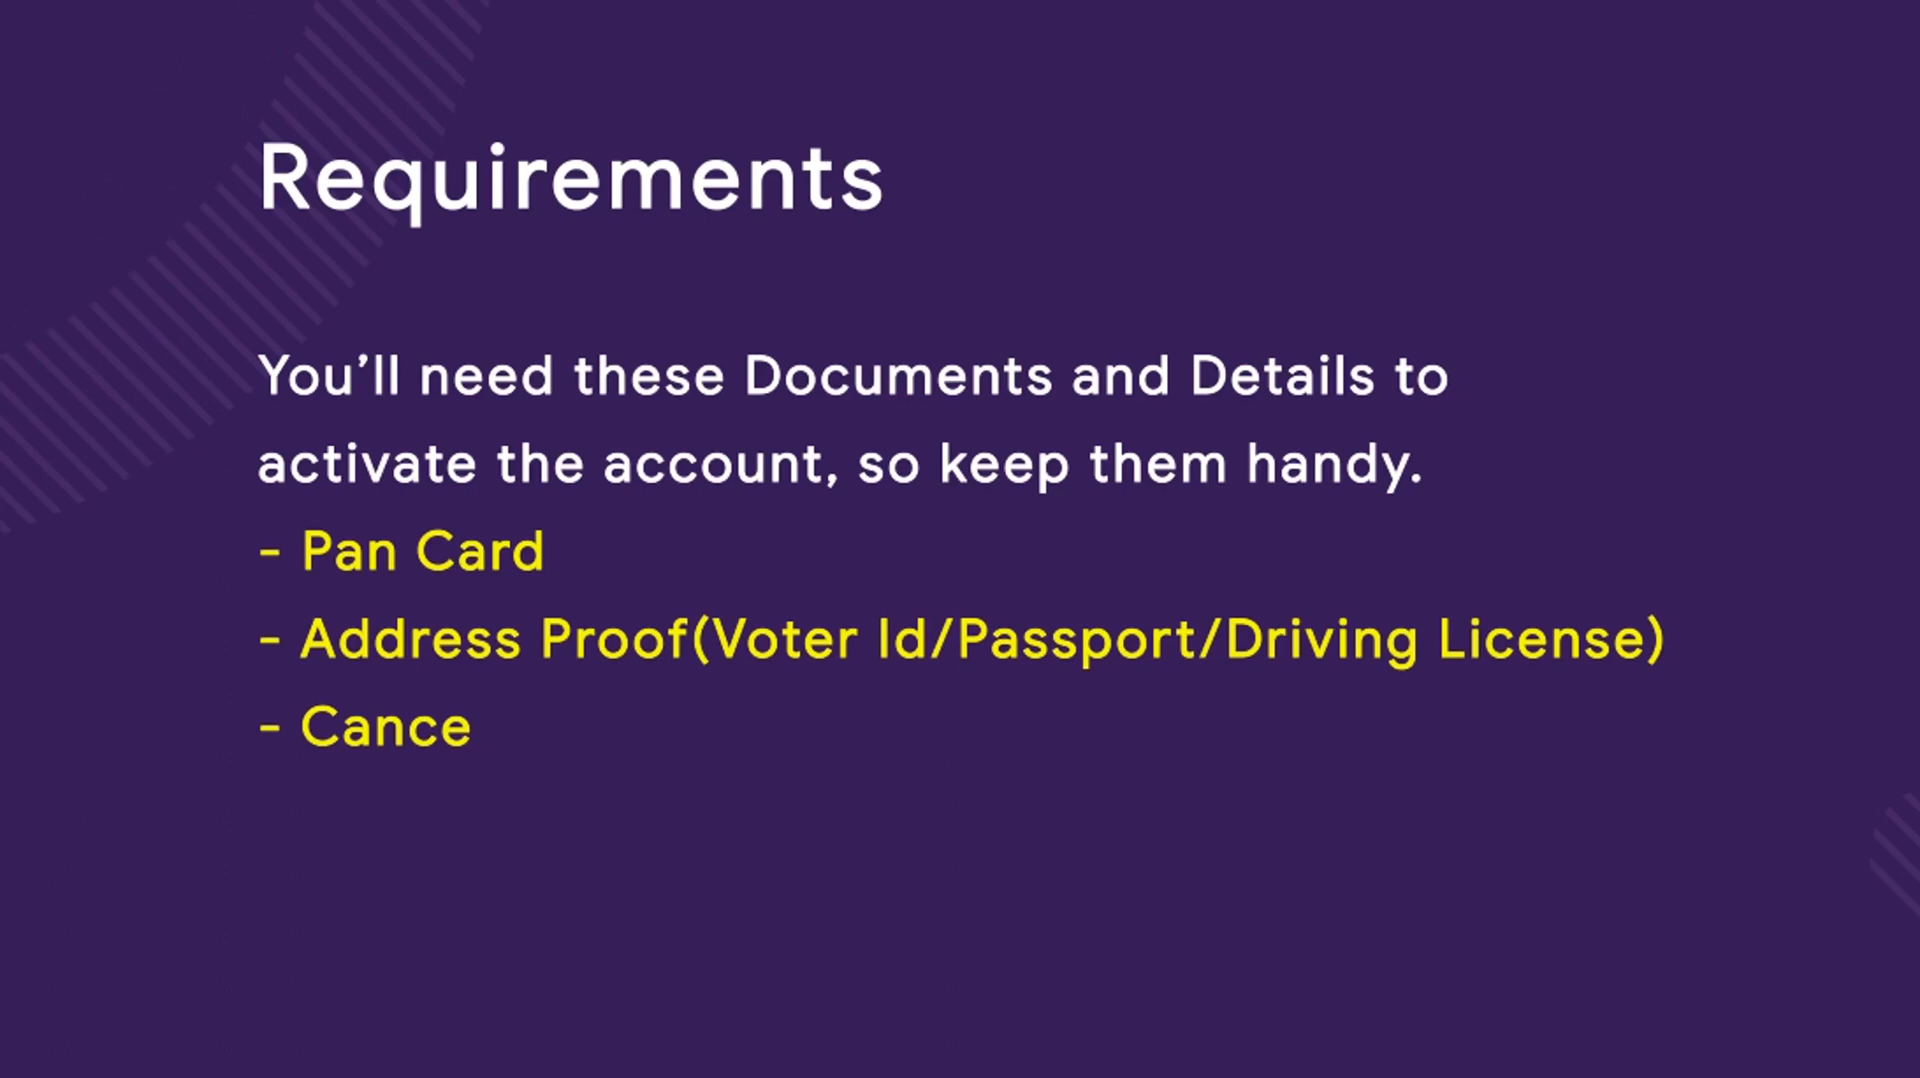 Requirements
You’ll need these Documents and Details to
activate the account, so keep them handy.
- Pan Card
- Address Proof(Voter Id/Passport/Driving License)
- Cance